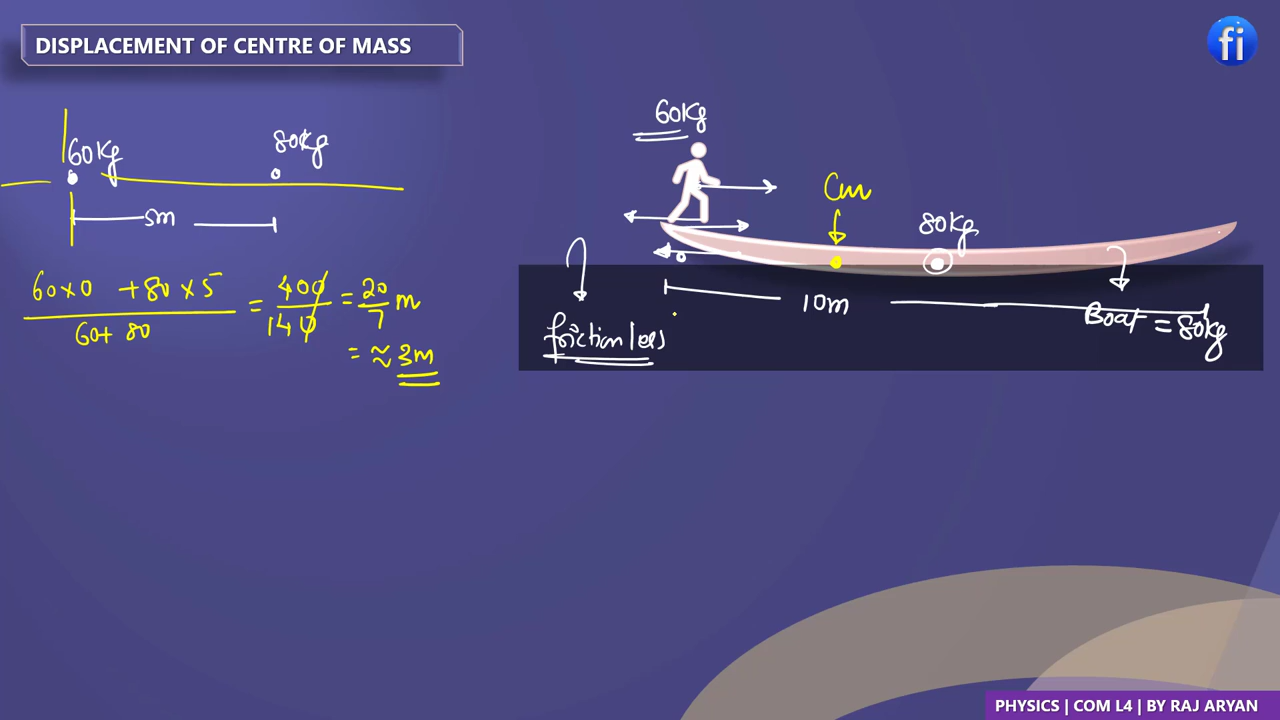 DISPLACEMENT OF CENTRE OF MASS
fi
60kg
80kg
5m
60×0 + 80 × 5 / 60+ 80 = 400/140 = 20/7 m
= ≈ 3m
60kg
Cm
80kg
10m
Boat = 80kg
frictionless
PHYSICS | COM L4 | BY RAJ ARYAN